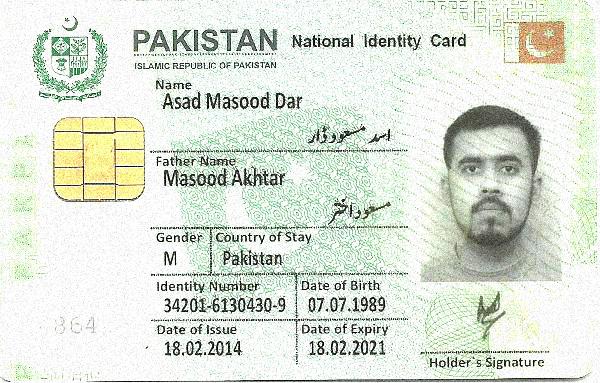 PAKISTAN National Identity Card
ISLAMIC REPUBLIC OF PAKISTAN
Name
Asad Masood Dar
اسد مسعود ڈار
Father Name
Masood Akhtar
مسعود اختر
Gender Country of Stay
M Pakistan
Identity Number Date of Birth
34201-6130430-9 07.07.1989
Date of Issue Date of Expiry
18.02.2014 18.02.2021
864
Holder's Signature